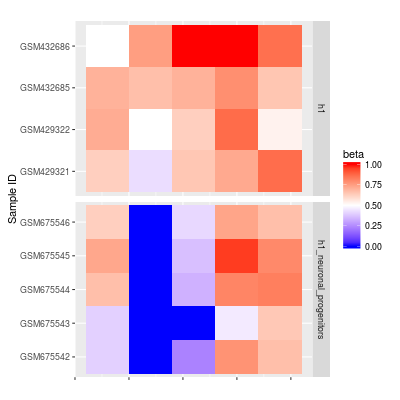 Sample ID
GSM432686
GSM432685
GSM429322
GSM429321
h1
GSM675546
GSM675545
GSM675544
GSM675543
GSM675542
h1_neuronal_progenitors
beta
1.00
0.75
0.50
0.25
0.00